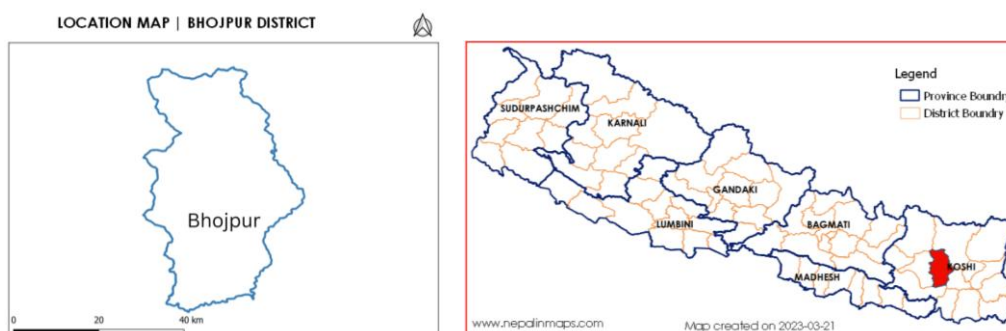 LOCATION MAP | BHOJPUR DISTRICT
Bhojpur
0 20 40 km
Legend
Province Boundry
District Boundry
SUDURPASHCHIM
KARNALI
GANDAKI
LUMBINI
BAGMATI
MADHESH
KOSHI
www.nepalinmaps.com
Map created on 2023-03-21